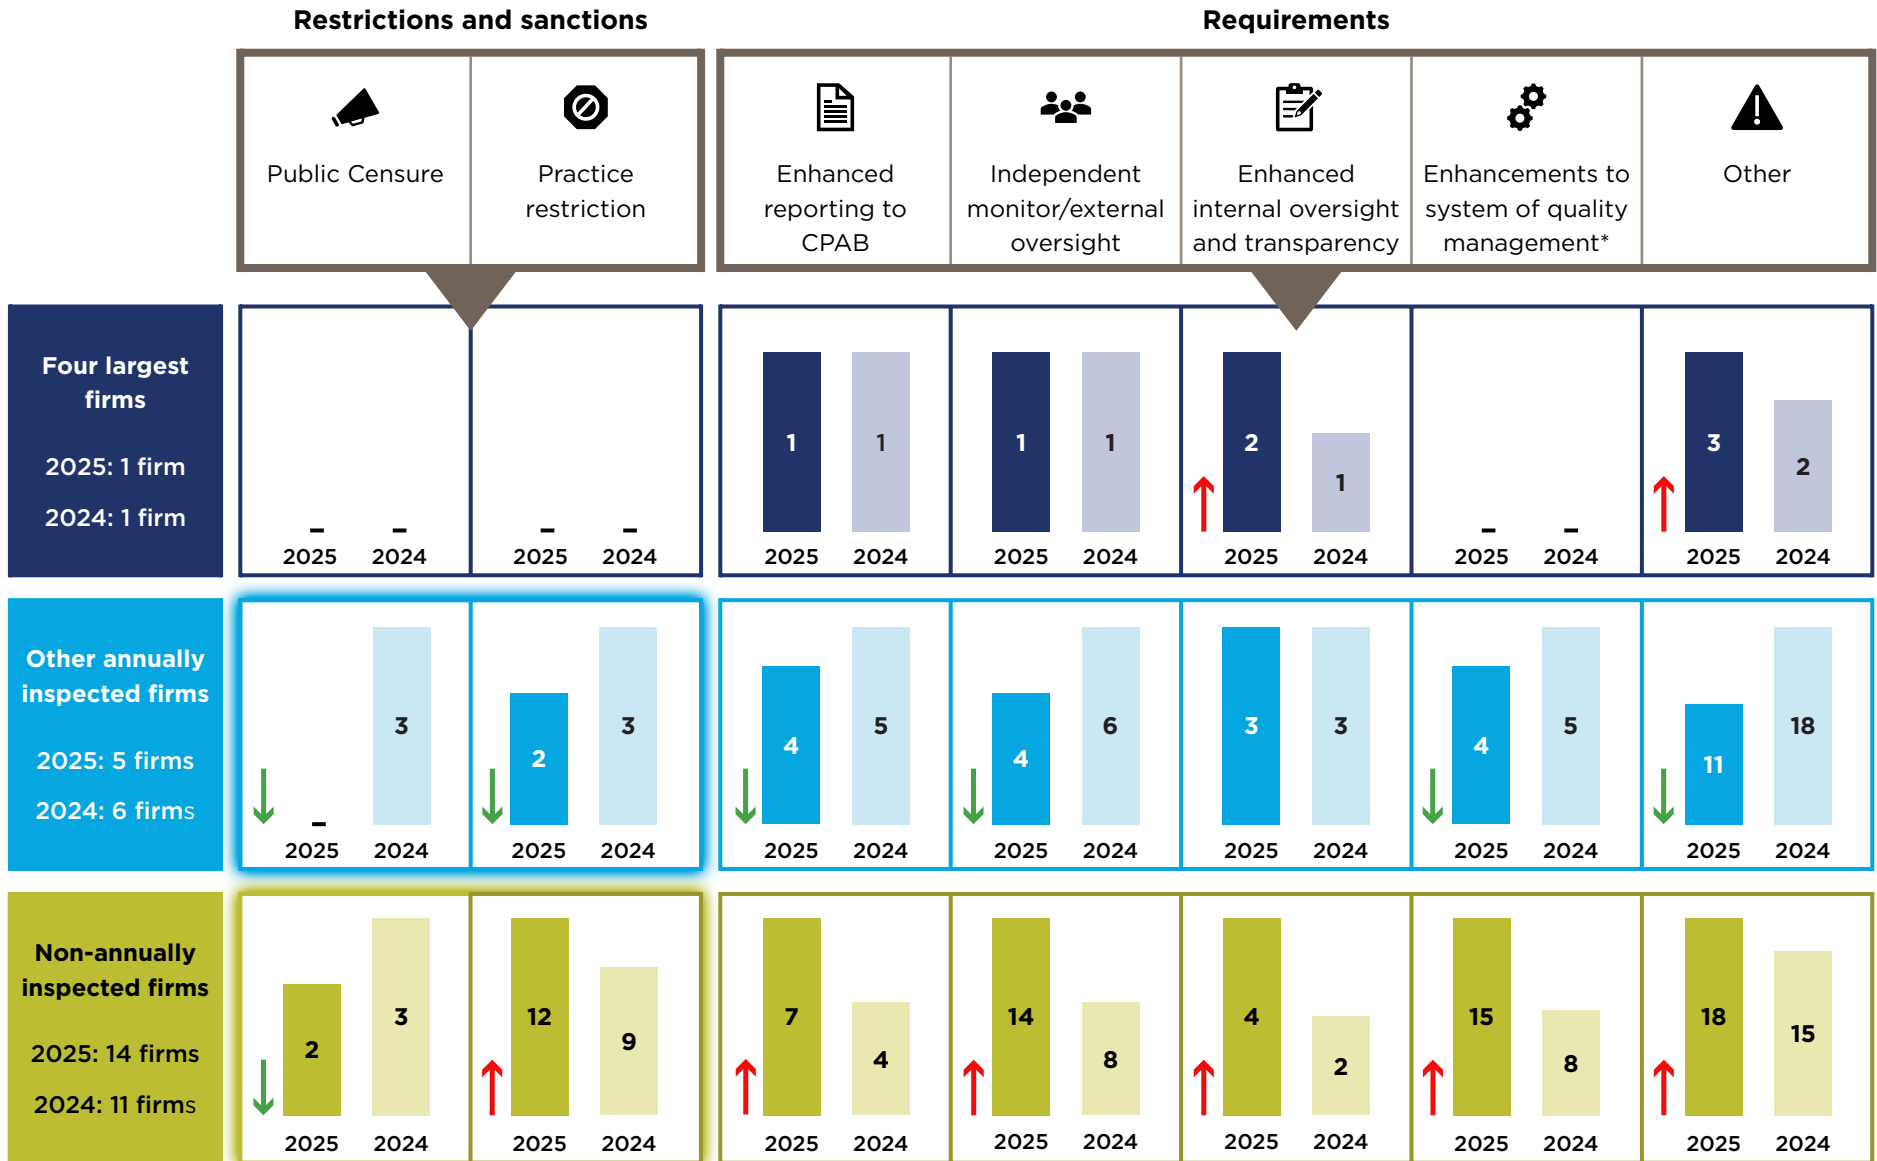 Restrictions and sanctions
Requirements
Public Censure
Practice
restriction
Enhanced
reporting to
CPAB
Independent
monitor/external
oversight
Enhanced
internal oversight
and transparency
Enhancements to
system of quality
management*
Other
Four largest
firms
2025: 1 firm
2024: 1 firm
– –
2025 2024
– –
2025 2024
1 1
2025 2024
1 1
2025 2024
2 1
2025 2024
– –
2025 2024
3 2
2025 2024
Other annually
inspected firms
2025: 5 firms
2024: 6 firms
– 3
2025 2024
2 3
2025 2024
4 5
2025 2024
4 6
2025 2024
3 3
2025 2024
4 5
2025 2024
11 18
2025 2024
Non-annually
inspected firms
2025: 14 firms
2024: 11 firms
2 3
2025 2024
12 9
2025 2024
7 4
2025 2024
14 8
2025 2024
4 2
2025 2024
15 8
2025 2024
18 15
2025 2024